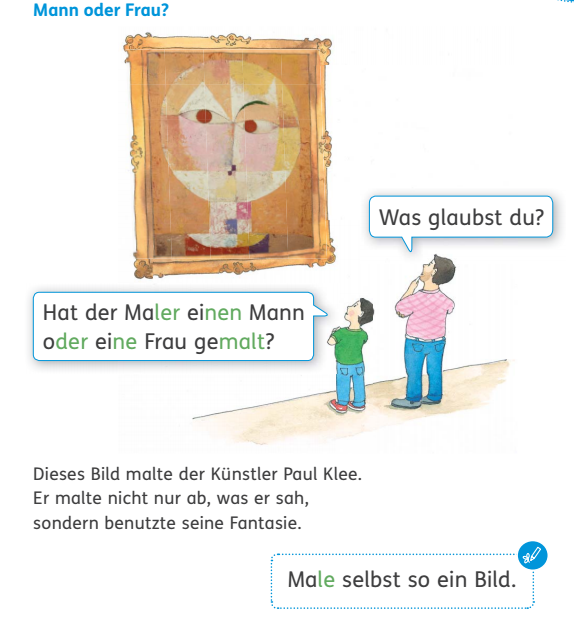 Mann oder Frau?
Was glaubst du?
Hat der Maler einen Mann
oder eine Frau gemalt?
Dieses Bild malte der Künstler Paul Klee.
Er malte nicht nur ab, was er sah,
sondern benutzte seine Fantasie.
Male selbst so ein Bild.